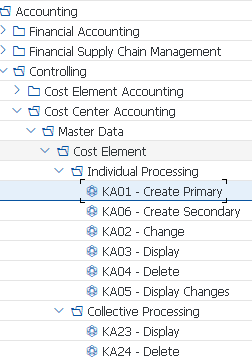 Accounting
Financial Accounting
Financial Supply Chain Management
Controlling
Cost Element Accounting
Cost Center Accounting
Master Data
Cost Element
Individual Processing
KA01 - Create Primary
KA06 - Create Secondary
KA02 - Change
KA03 - Display
KA04 - Delete
KA05 - Display Changes
Collective Processing
KA23 - Display
KA24 - Delete